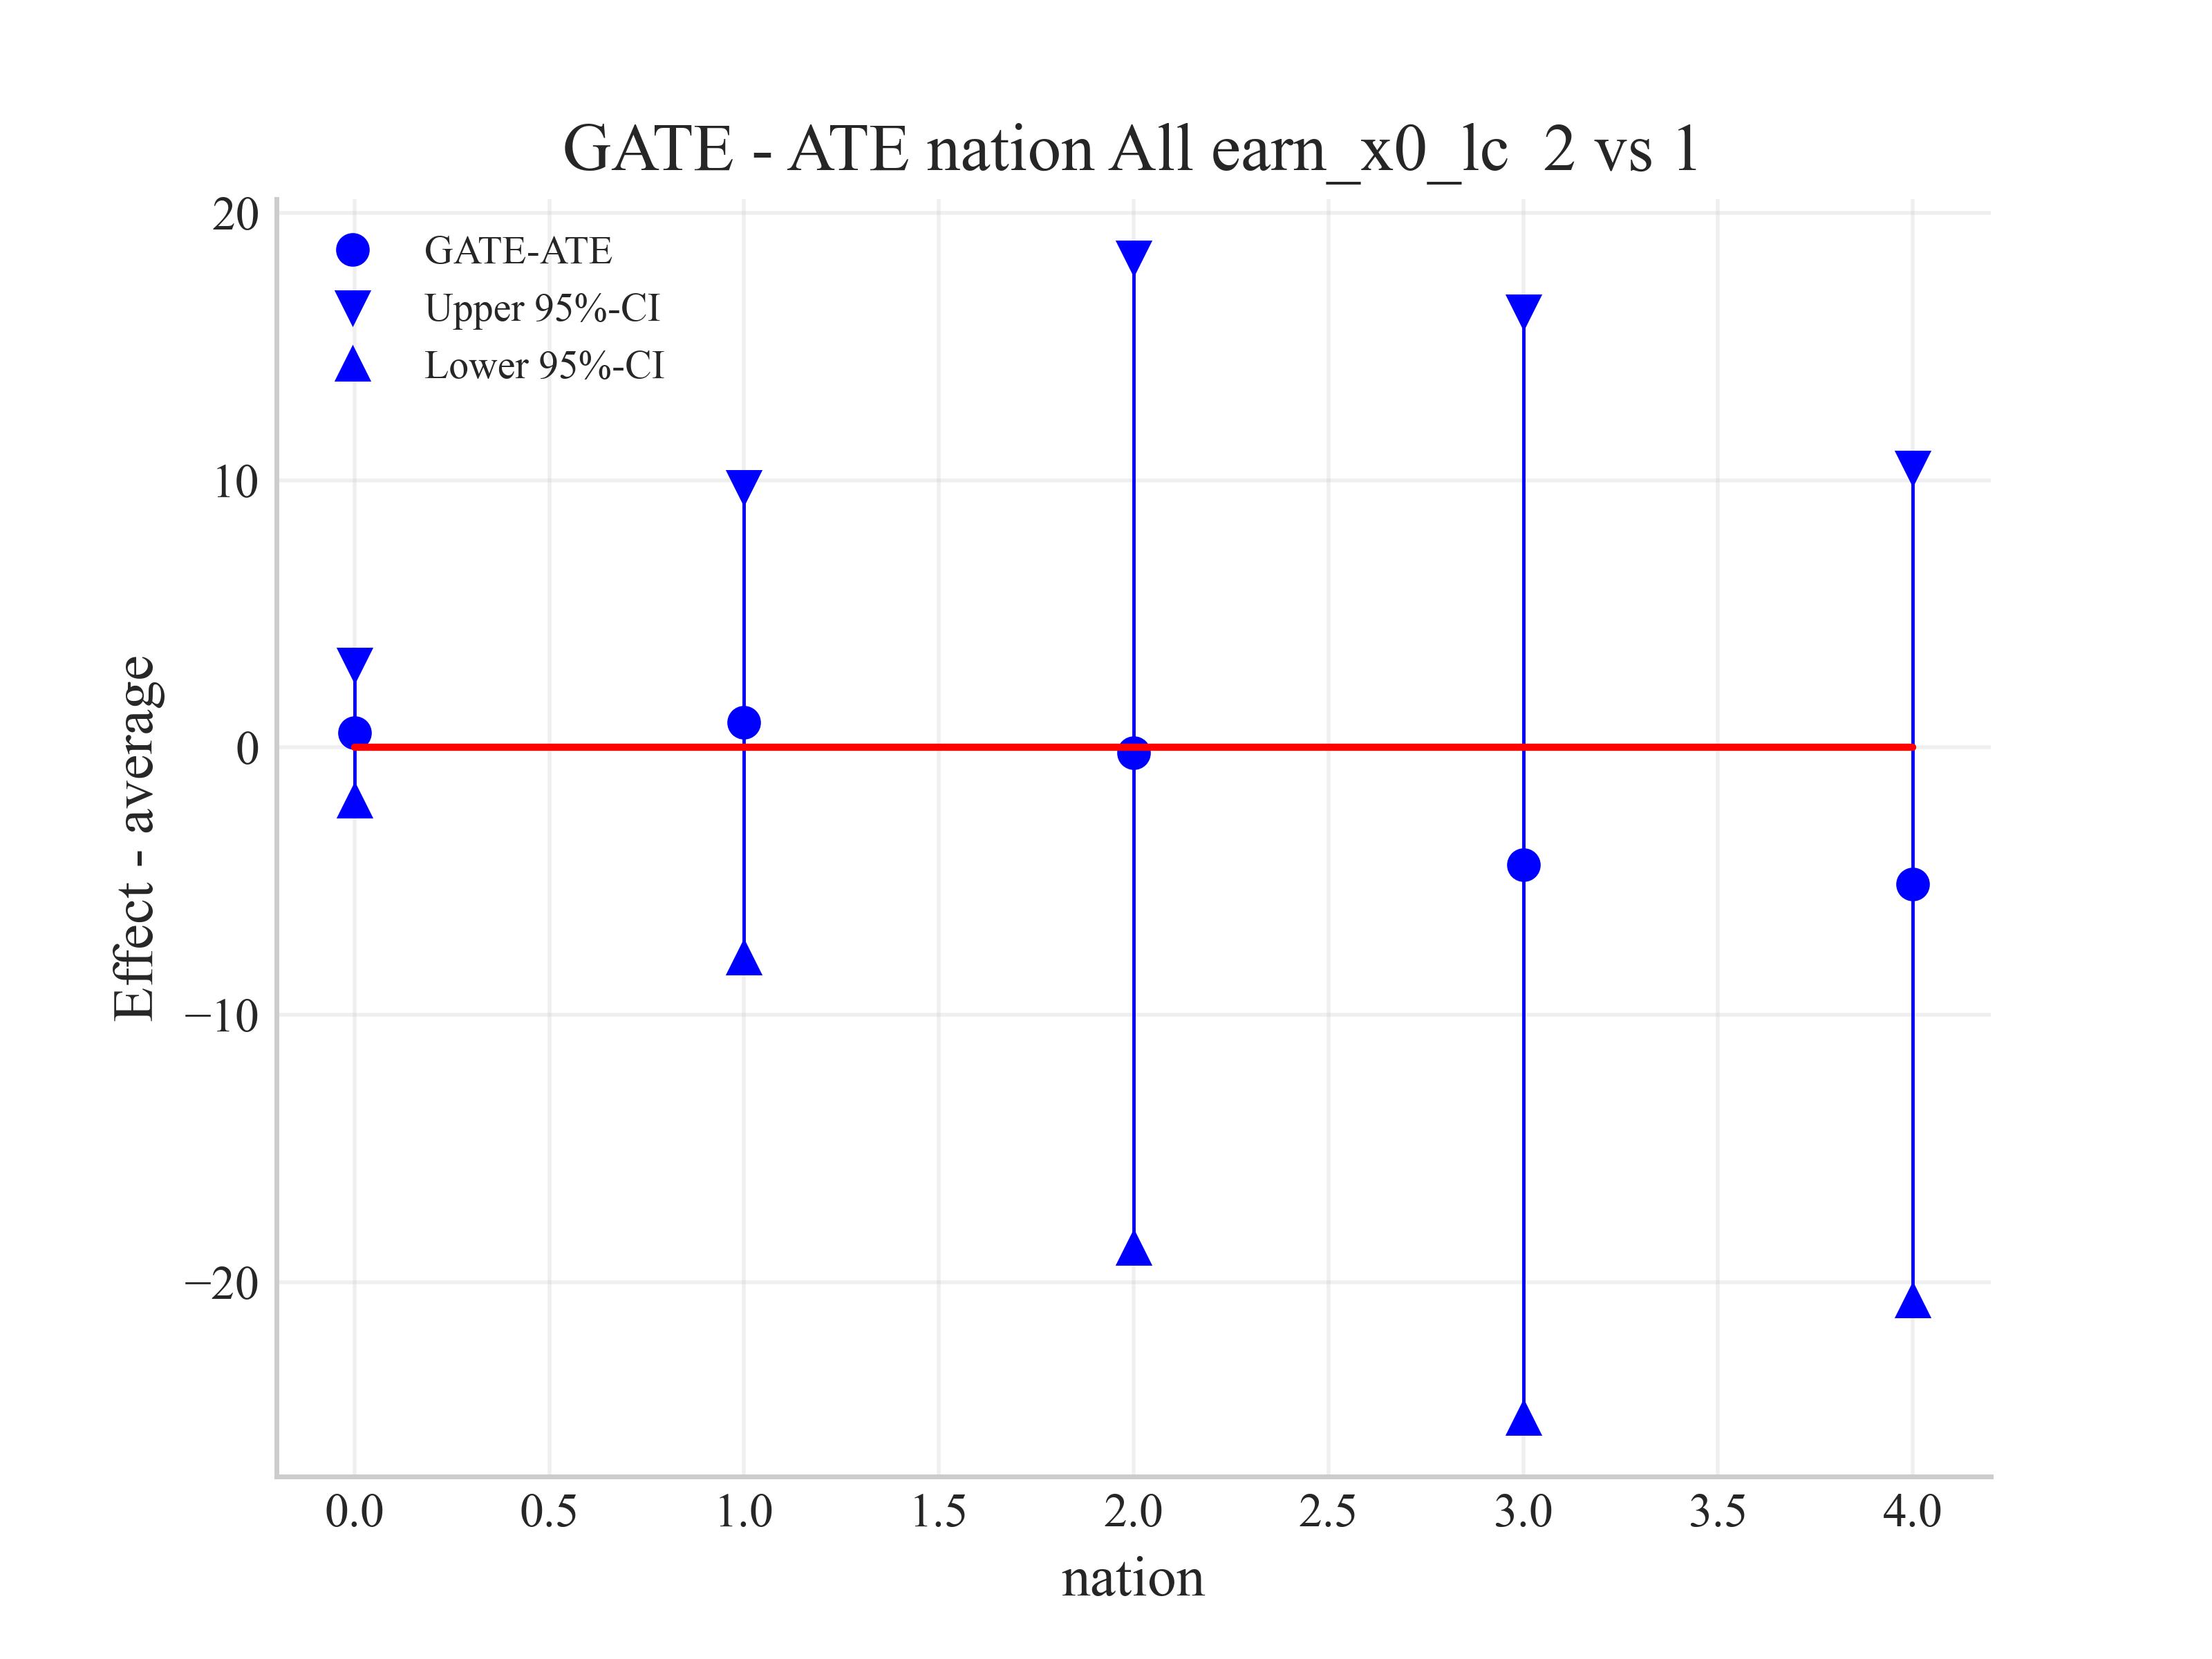 GATE - ATE nation All eam_x0_lc 2 vs 1
GATE-ATE
Upper 95%-CI
Lower 95%-CI
Effect - average
20
10
0
−10
−20
0.0 0.5 1.0 1.5 2.0 2.5 3.0 3.5 4.0
nation